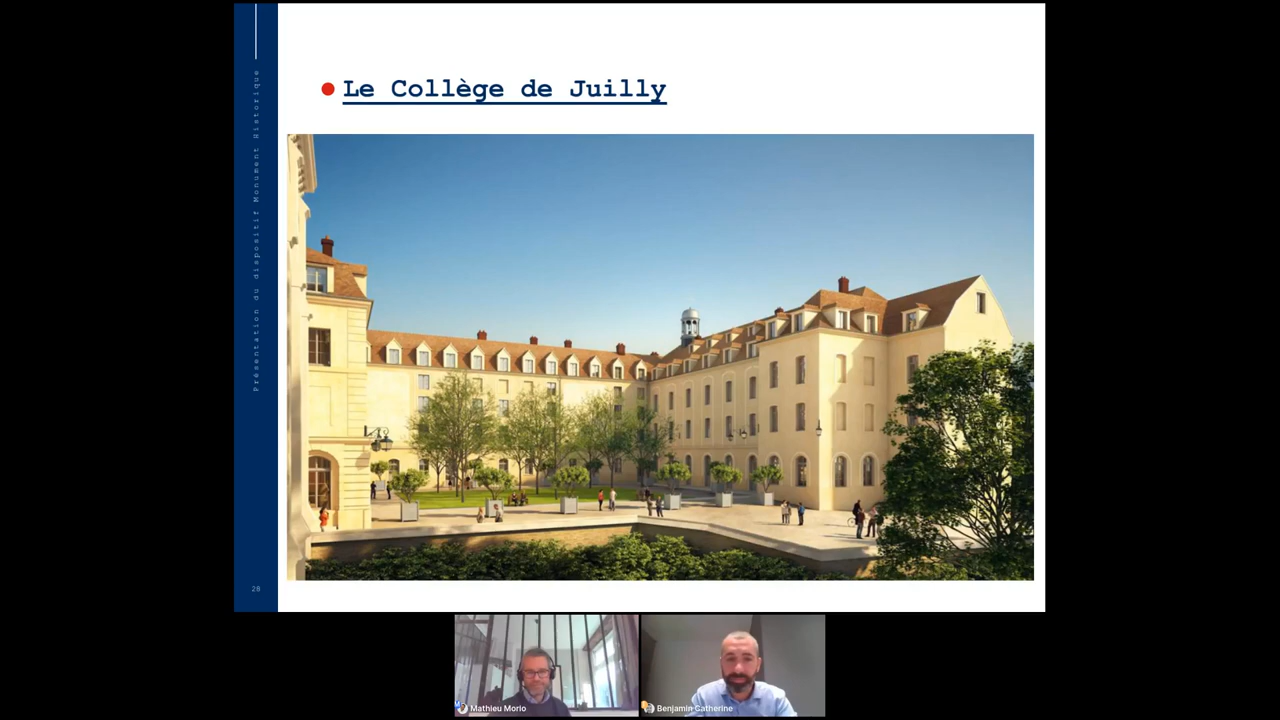 Le Collège de Juilly
Présentation du dispositif Monument Historique
28
Mathieu Morio
Benjamin Catherine